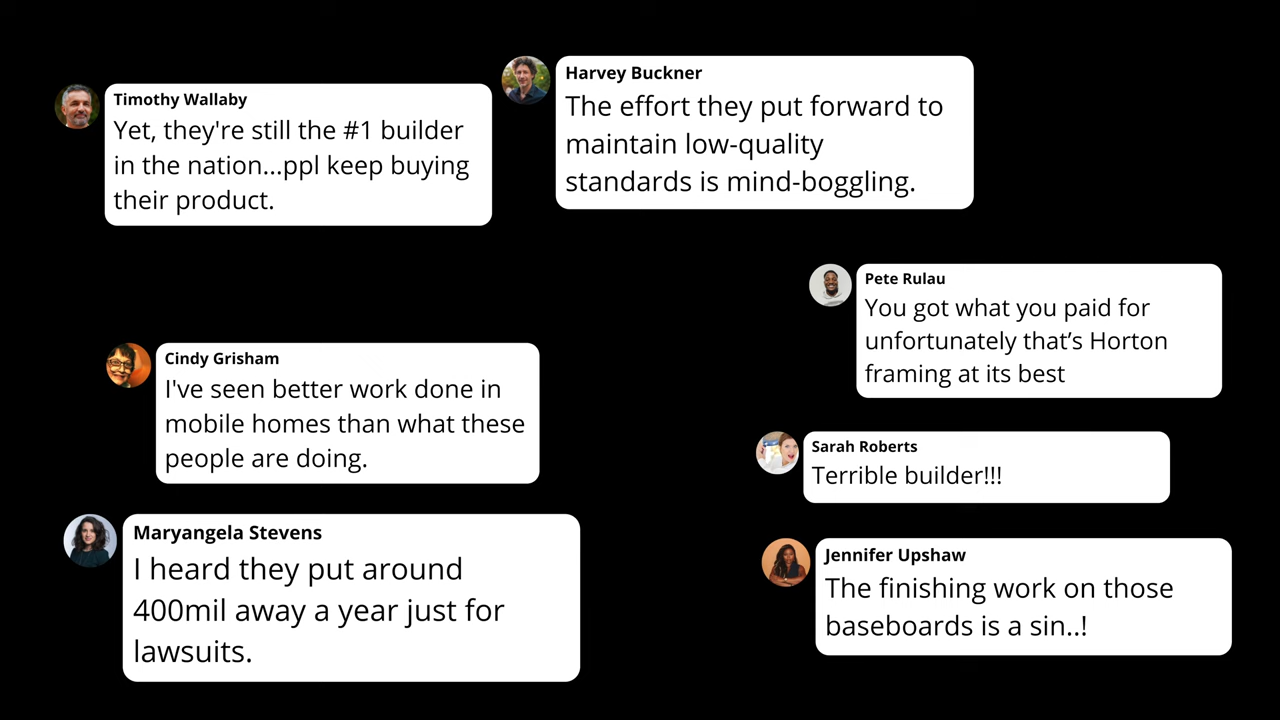 Timothy Wallaby
Yet, they're still the #1 builder
in the nation...ppl keep buying
their product.
Harvey Buckner
The effort they put forward to
maintain low-quality
standards is mind-boggling.
Pete Rulau
You got what you paid for
unfortunately that’s Horton
framing at its best
Cindy Grisham
I've seen better work done in
mobile homes than what these
people are doing.
Sarah Roberts
Terrible builder!!!
Maryangela Stevens
I heard they put around
400mil away a year just for
lawsuits.
Jennifer Upshaw
The finishing work on those
baseboards is a sin..!